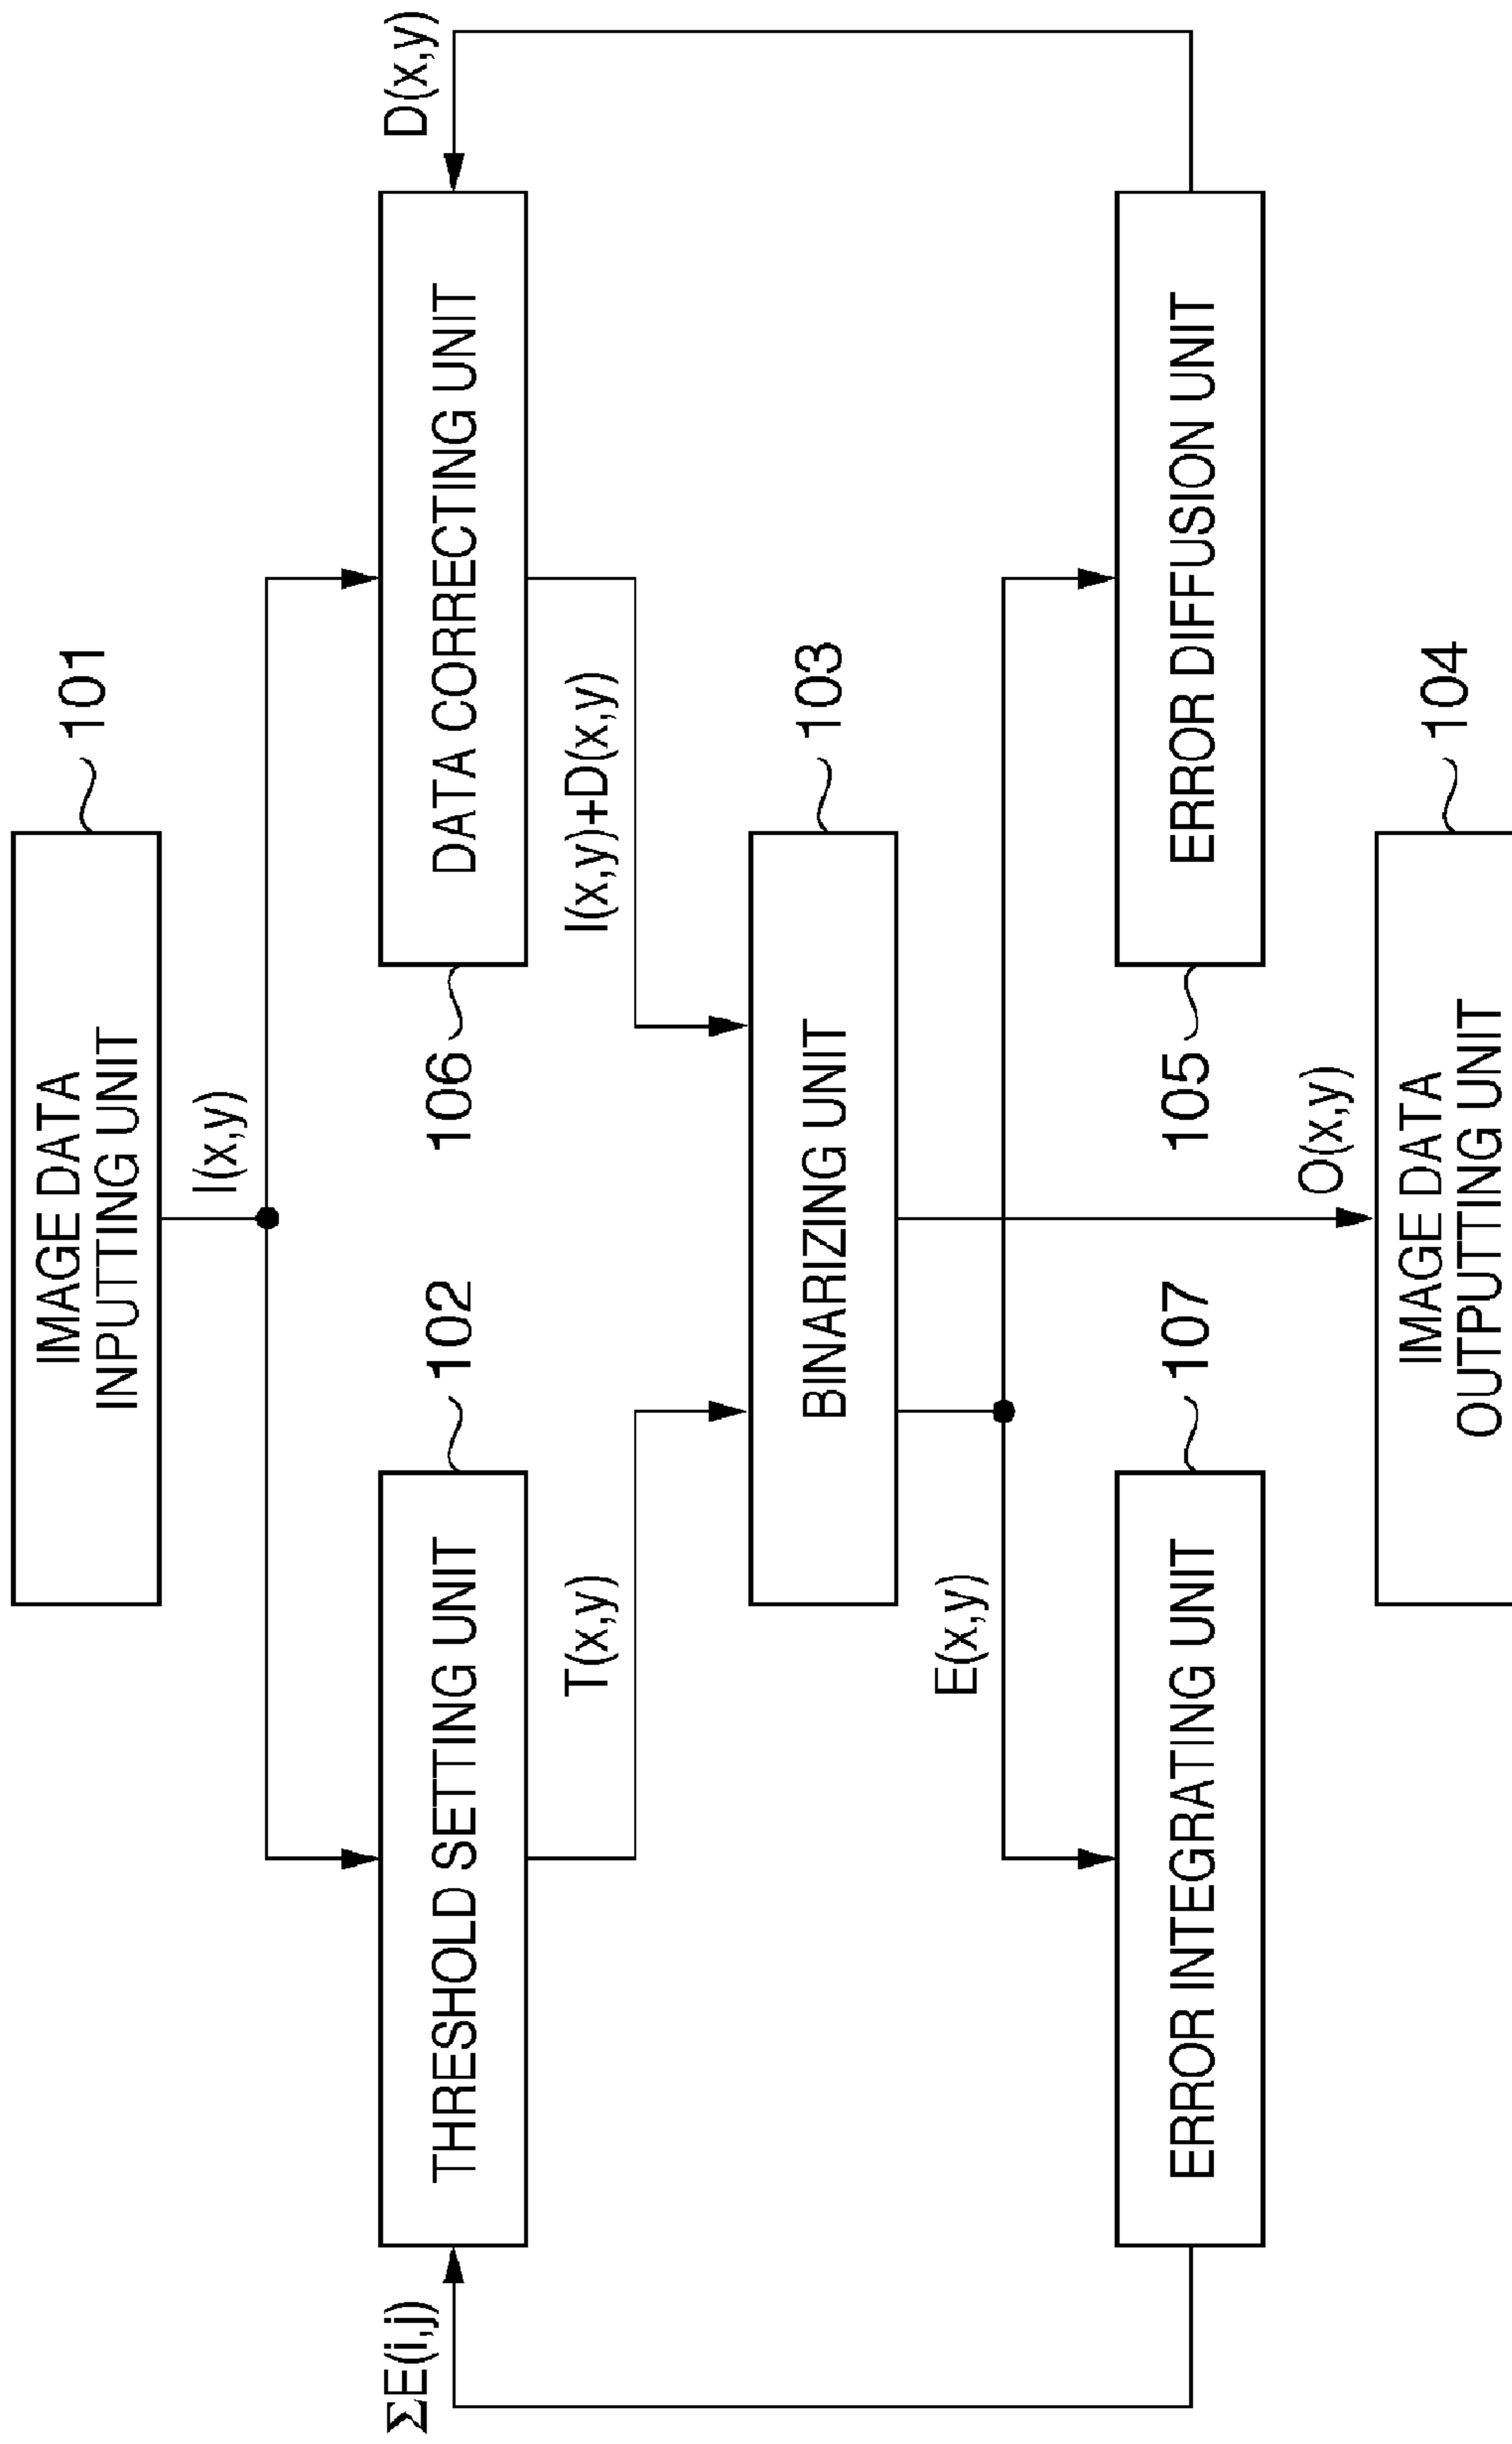 IMAGE DATA
INPUTTING UNIT
101
I(x,y)
ΣE(i,j)
THRESHOLD SETTING UNIT
102
106
DATA CORRECTING UNIT
D(x,y)
T(x,y)
I(x,y)+D(x,y)
BINARIZING UNIT
103
E(x,y)
ERROR INTEGRATING UNIT
107
105
ERROR DIFFUSION UNIT
O(x,y)
IMAGE DATA
OUTPUTTING UNIT
104